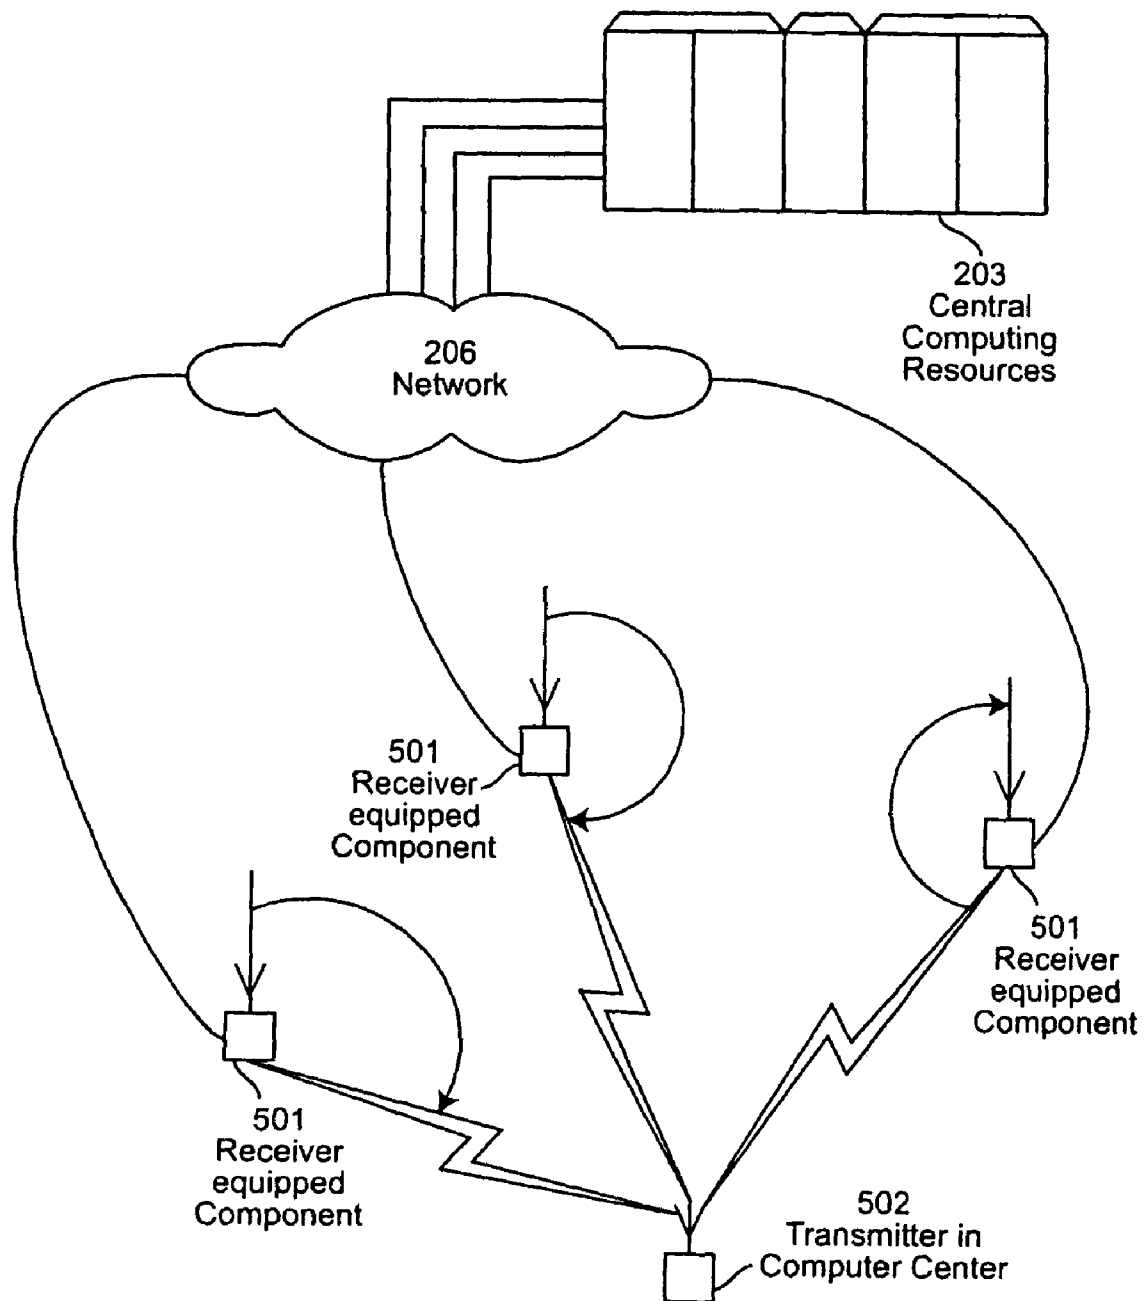 203
Central
Computing
Resources
206
Network
501
Receiver
equipped
Component
501
Receiver
equipped
Component
501
Receiver
equipped
Component
502
Transmitter in
Computer Center